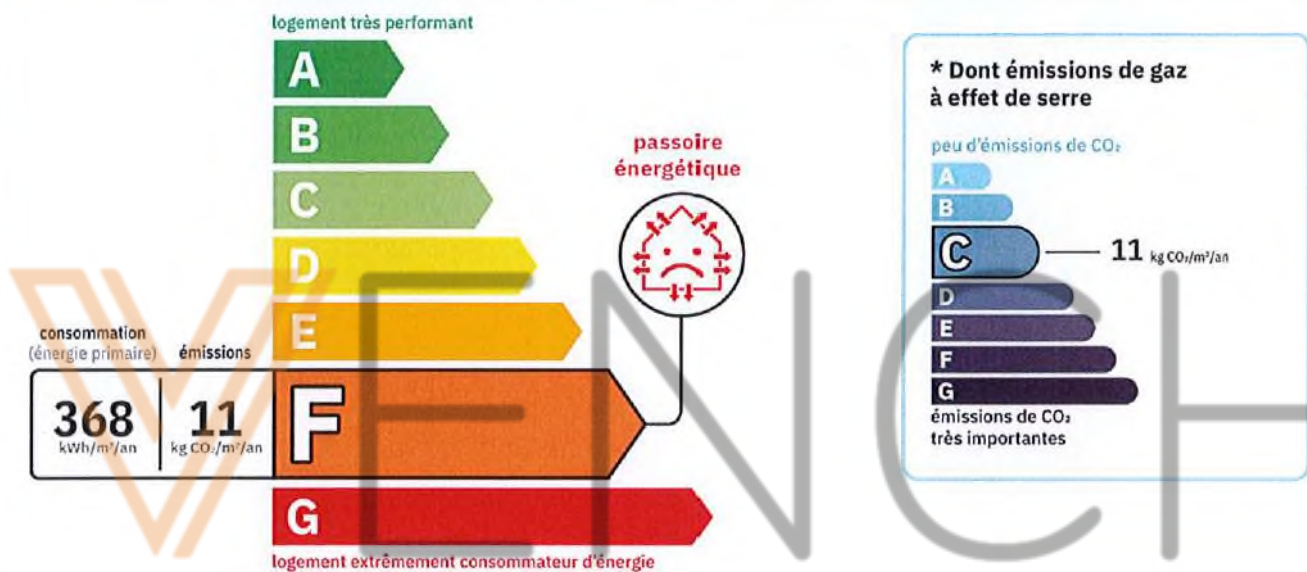 logement très performant
A
B
C
D
E
passoire
énergétique
consommation
(énergie primaire)
émissions
368
kWh/m²/an
11
kg CO₂/m²/an
F
G
logement extrêmement consommateur d'énergie
* Dont émissions de gaz
à effet de serre
peu d'émissions de CO₂
A
B
C
11 kg CO₂/m²/an
D
E
F
G
émissions de CO₂
très importantes
VENCH